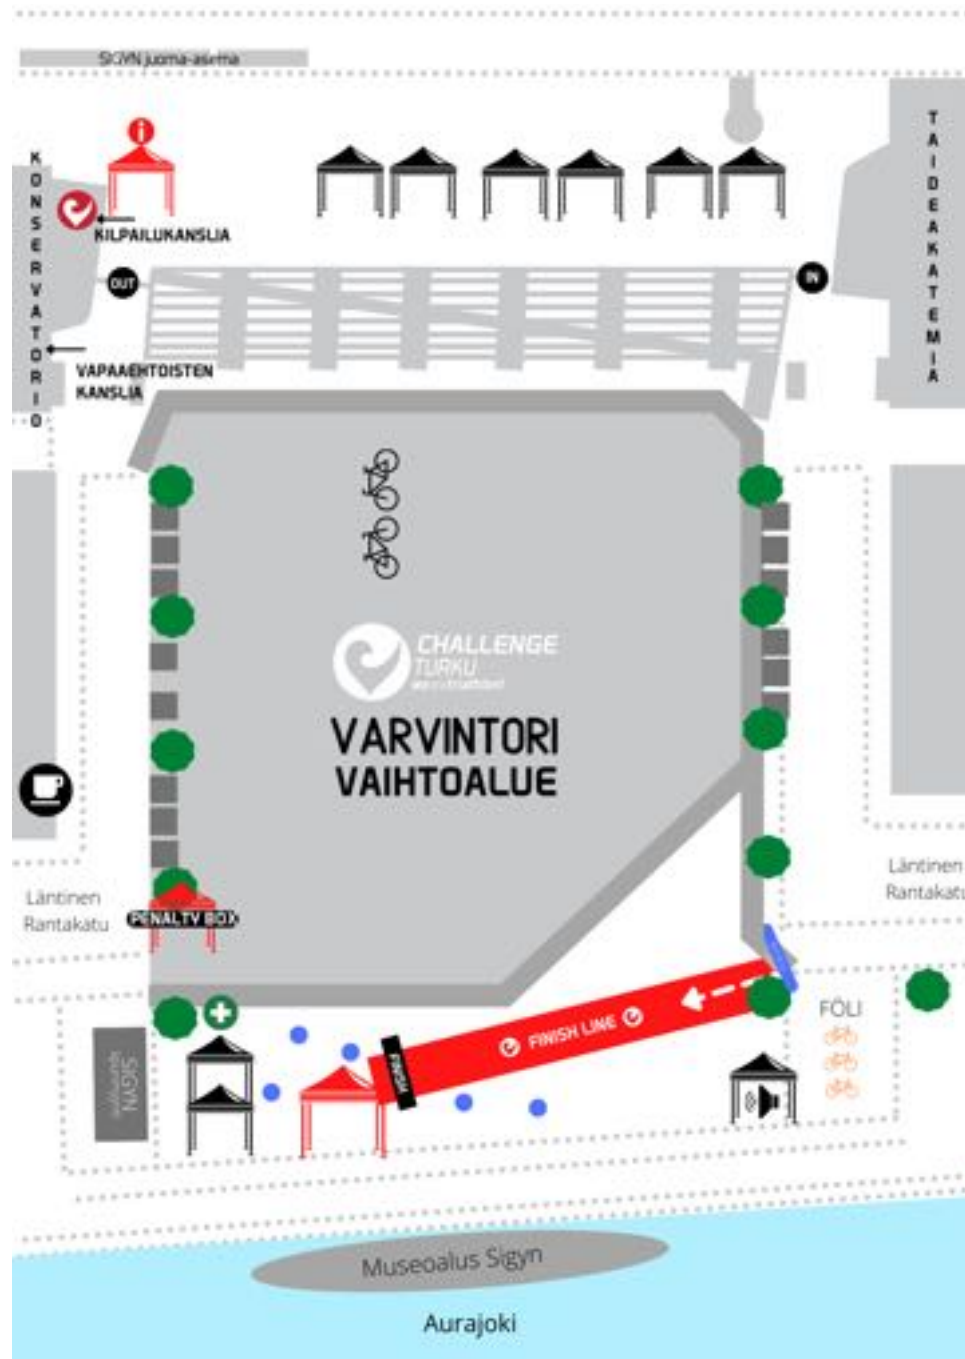 SIGYN juoma-asema
KONSERVATORIO
i
KILPAILUKANSLIA
OUT
IN
TAIDEAKATEMIA
VAPAAEHTOISTEN
KANSLIA
CHALLENGE
TURKU
VARVINTORI
VAIHTOALUE
Läntinen
Rantakatu
PENALTY BOX
Läntinen
Rantakatu
FINISH LINE
FINISH
FÖLI
SIGYN
Museoalus Sigyn
Aurajoki